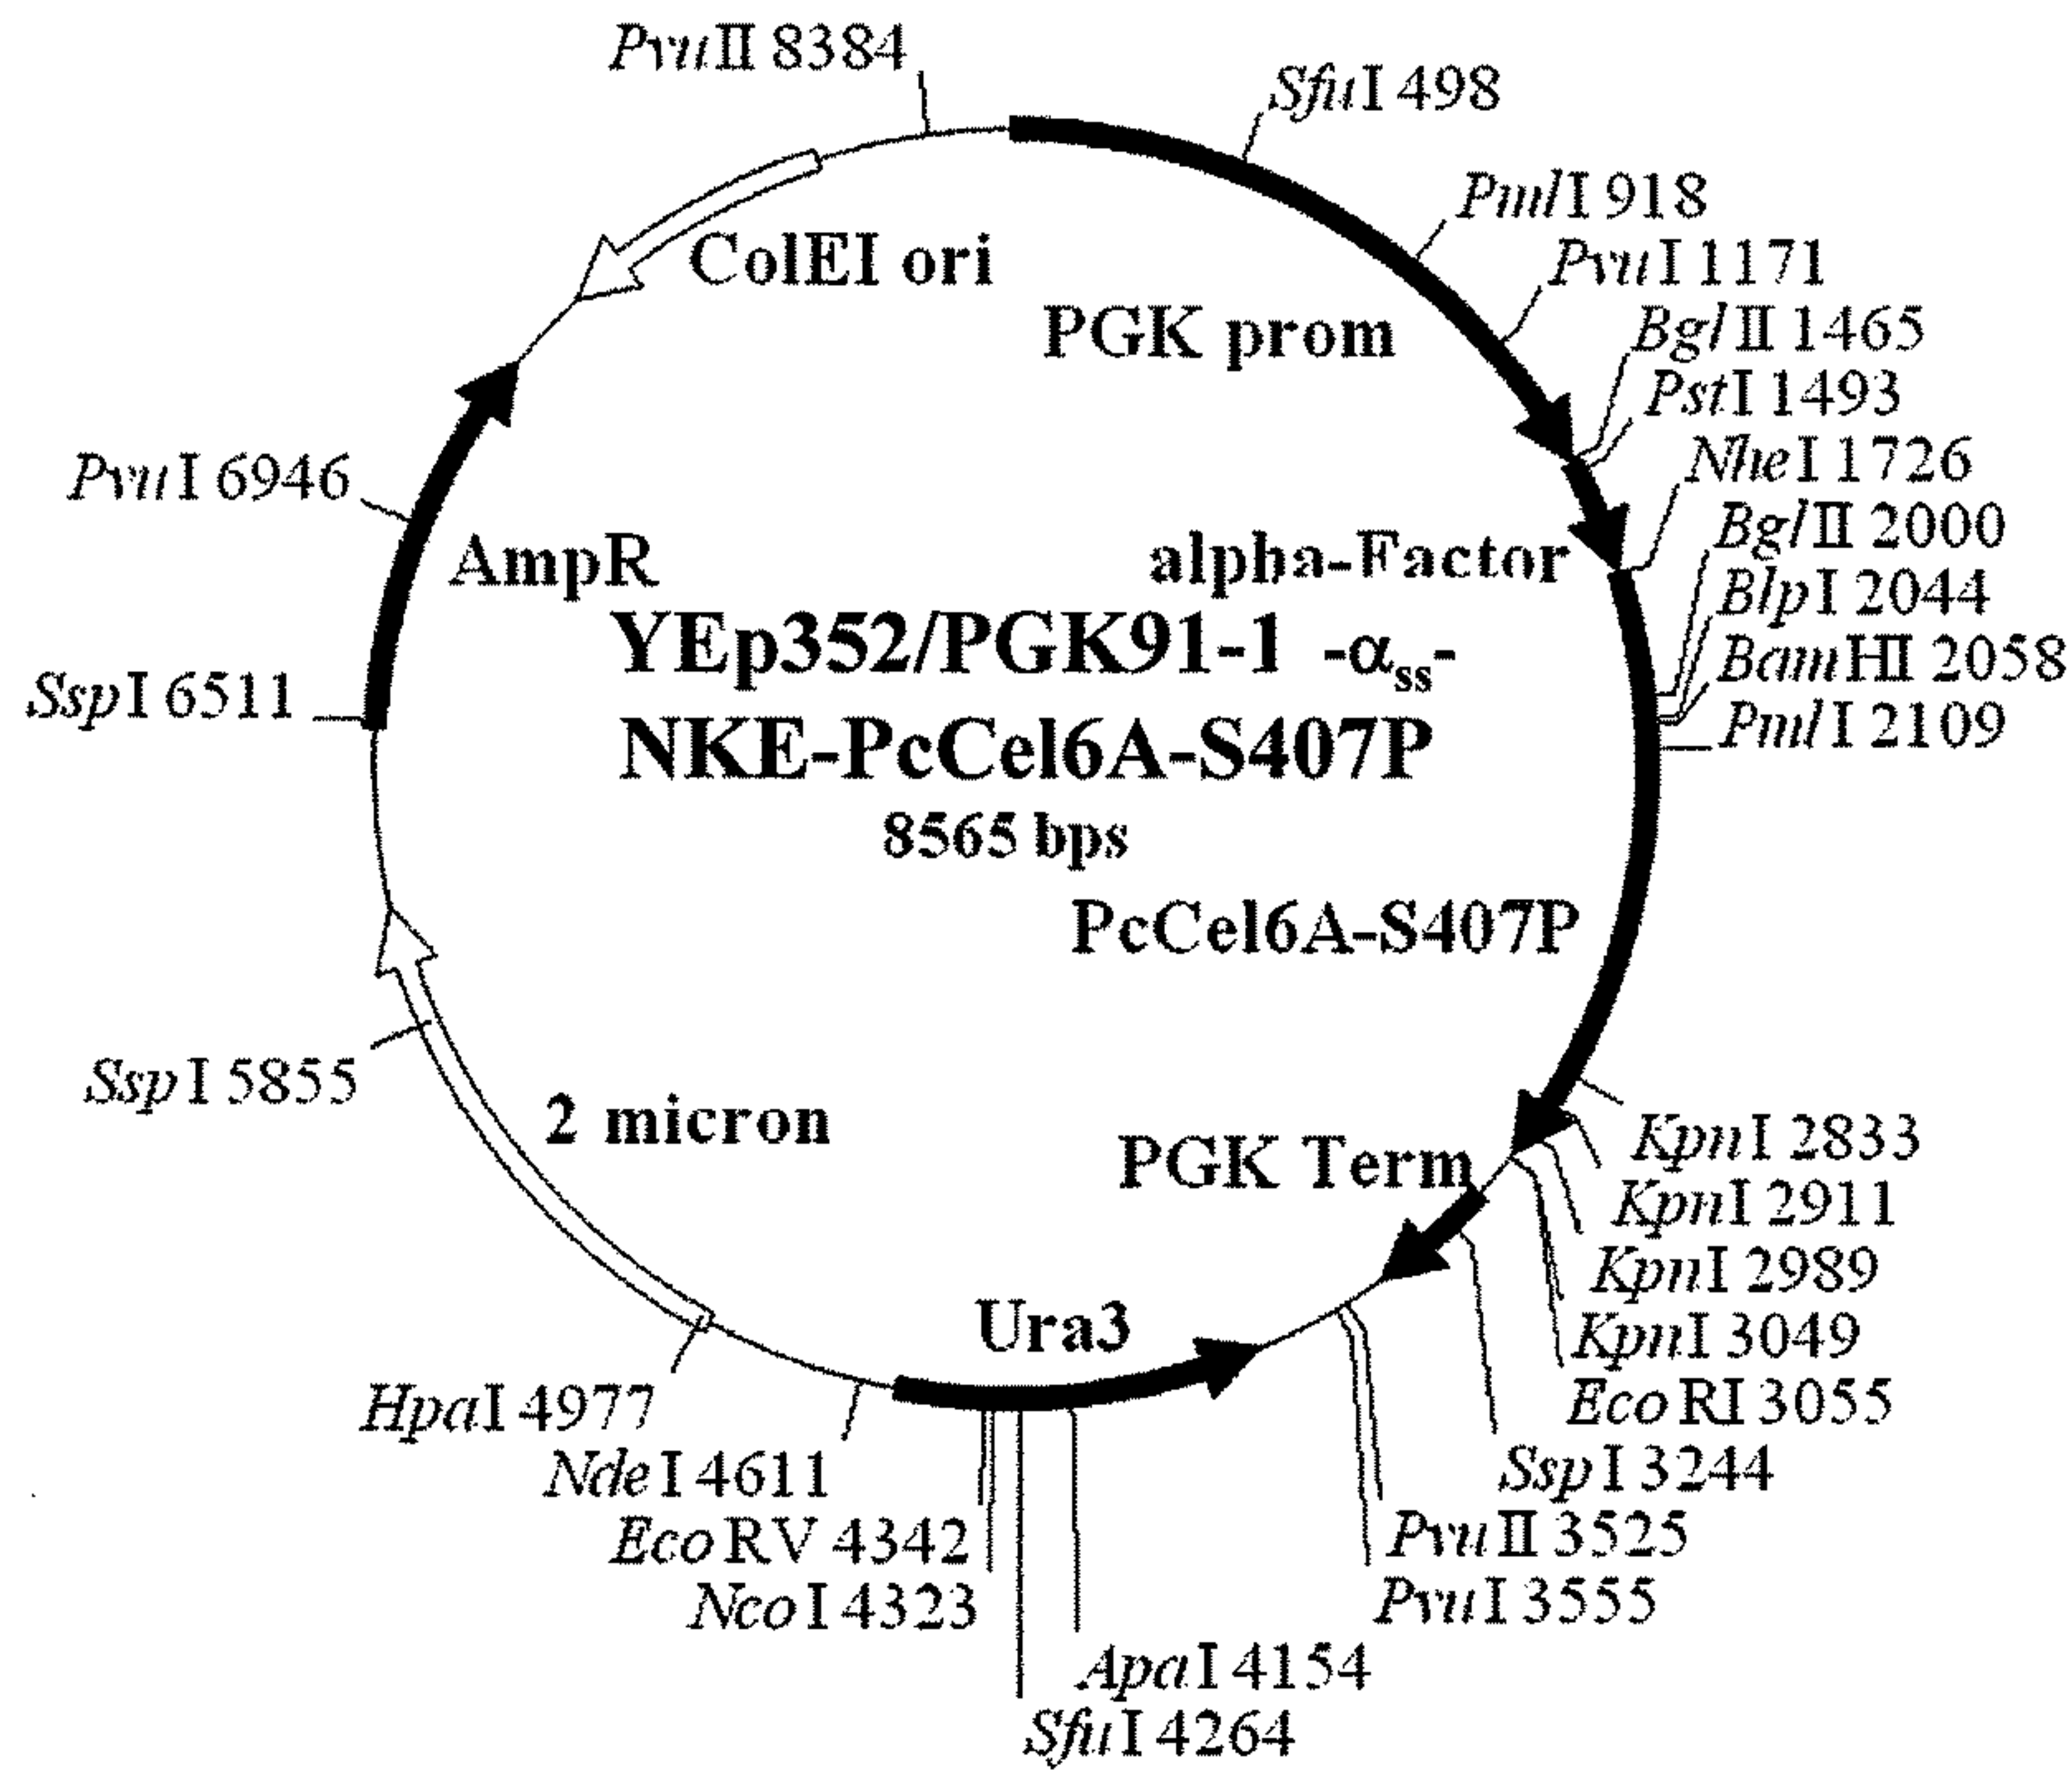 PvuII 8384
SfuI 498
PmlI 918
PvuI 1171
BglII 1465
PstI 1493
NheI 1726
BglII 2000
BlpI 2044
BamHI 2058
PmlI 2109
ColEI ori
PGK prom
PvuI 6946
AmpR
alpha-Factor
YEp352/PGK91-1 -αss-
NKE-PcCel6A-S407P
8565 bps
SspI 6511
PcCel6A-S407P
SspI 5855
2 micron
PGK Term
KpnI 2833
KpnI 2911
KpnI 2989
KpnI 3049
EcoRI 3055
SspI 3244
PvuII 3525
PvuI 3555
Ura3
HpaI 4977
NdeI 4611
EcoRV 4342
NcoI 4323
ApaI 4154
SfuI 4264